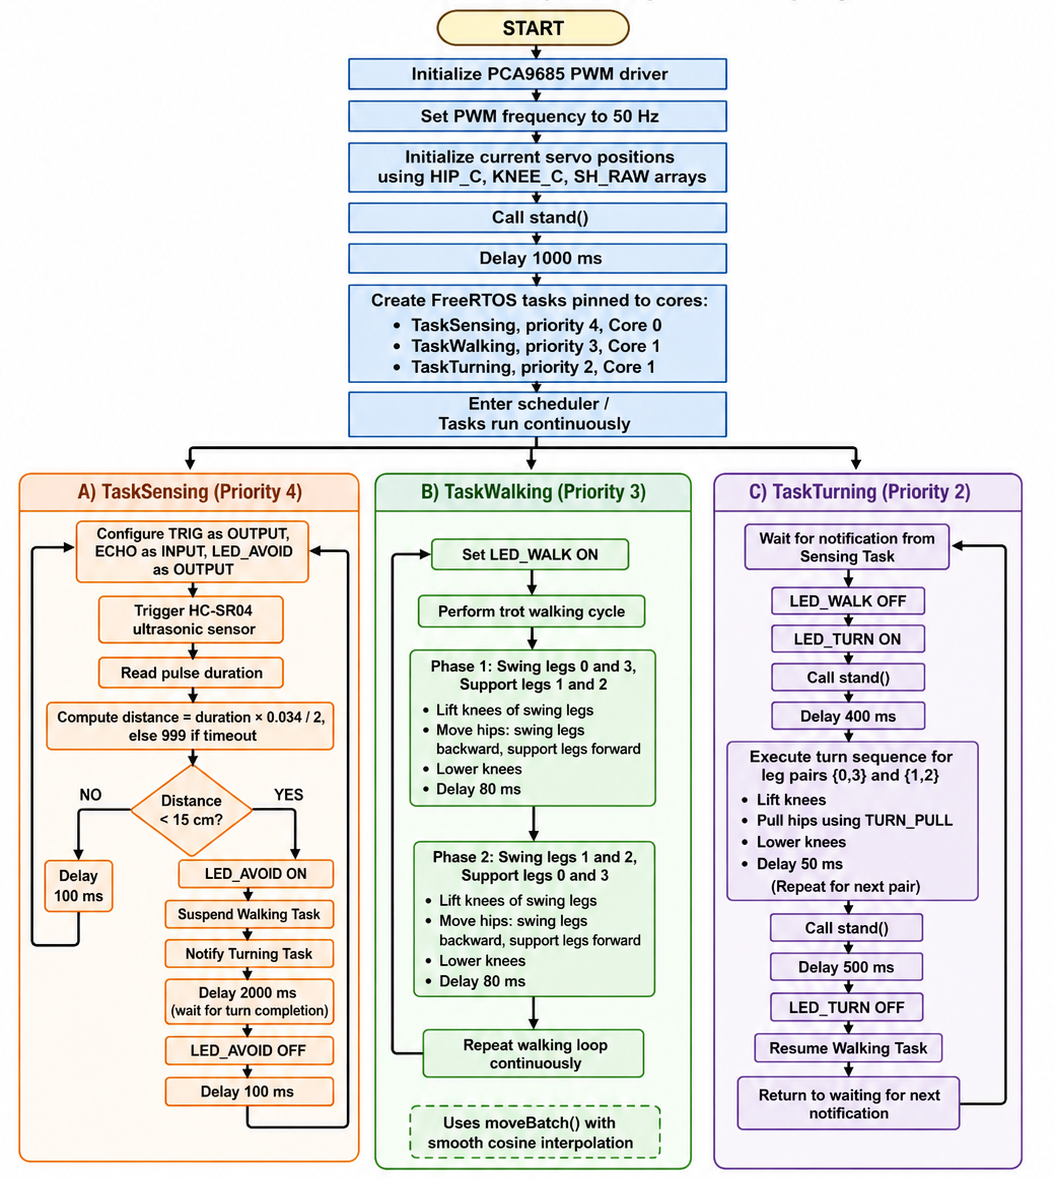 START
Initialize PCA9685 PWM driver
Set PWM frequency to 50 Hz
Initialize current servo positions
using HIP_C, KNEE_C, SH_RAW arrays
Call stand()
Delay 1000 ms
Create FreeRTOS tasks pinned to cores:
• TaskSensing, priority 4, Core 0
• TaskWalking, priority 3, Core 1
• TaskTurning, priority 2, Core 1
Enter scheduler /
Tasks run continuously
A) TaskSensing (Priority 4)
Configure TRIG as OUTPUT,
ECHO as INPUT, LED_AVOID
as OUTPUT
Trigger HC-SR04
ultrasonic sensor
Read pulse duration
Compute distance = duration × 0.034 / 2,
else 999 if timeout
Distance
< 15 cm?
NO
YES
Delay
100 ms
LED_AVOID ON
Suspend Walking Task
Notify Turning Task
Delay 2000 ms
(wait for turn completion)
LED_AVOID OFF
Delay 100 ms
B) TaskWalking (Priority 3)
Set LED_WALK ON
Perform trot walking cycle
Phase 1: Swing legs 0 and 3,
Support legs 1 and 2
• Lift knees of swing legs
• Move hips: swing legs
backward, support legs forward
• Lower knees
• Delay 80 ms
Phase 2: Swing legs 1 and 2,
Support legs 0 and 3
• Lift knees of swing legs
• Move hips: swing legs
backward, support legs forward
• Lower knees
• Delay 80 ms
Repeat walking loop
continuously
Uses moveBatch() with
smooth cosine interpolation
C) TaskTurning (Priority 2)
Wait for notification from
Sensing Task
LED_WALK OFF
LED_TURN ON
Call stand()
Delay 400 ms
Execute turn sequence for
leg pairs {0,3} and {1,2}
• Lift knees
• Pull hips using TURN_PULL
• Lower knees
• Delay 50 ms
(Repeat for next pair)
Call stand()
Delay 500 ms
LED_TURN OFF
Resume Walking Task
Return to waiting for next
notification